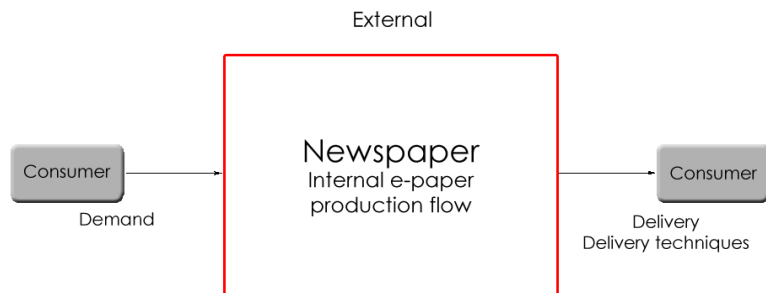 External
Newspaper
Internal e-paper
production flow
Consumer
Demand
Consumer
Delivery
Delivery techniques